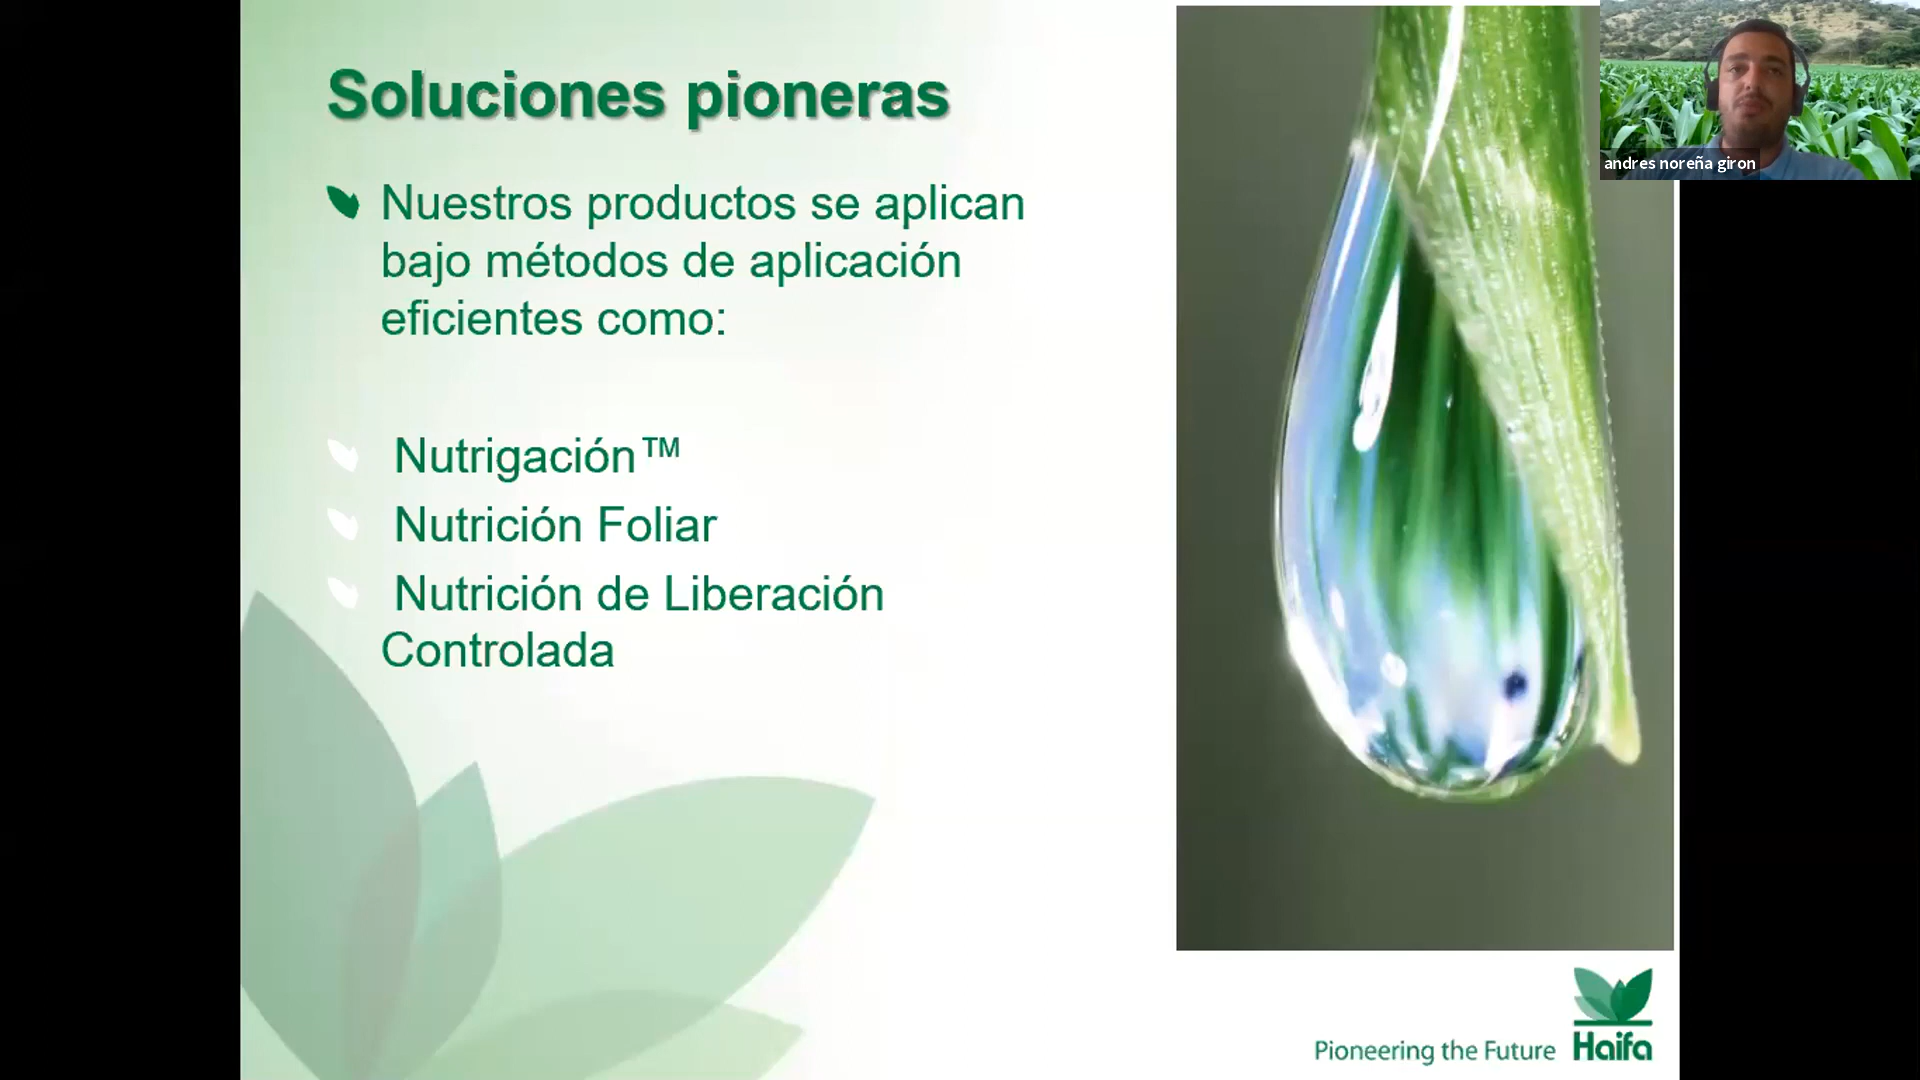 Soluciones pioneras
andres noreña giron
Nuestros productos se aplican
bajo métodos de aplicación
eficientes como:
Nutrigación™
Nutrición Foliar
Nutrición de Liberación
Controlada
Pioneering the Future
Haifa